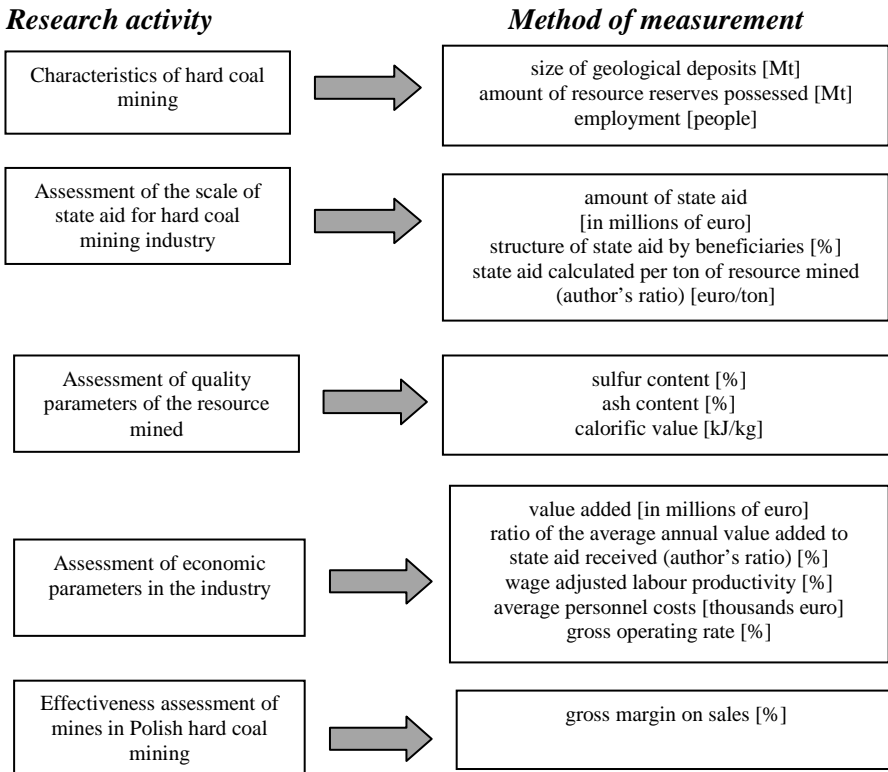 Research activity
Method of measurement
Characteristics of hard coal
mining
size of geological deposits [Mt]
amount of resource reserves possessed [Mt]
employment [people]
Assessment of the scale of
state aid for hard coal
mining industry
amount of state aid
[in millions of euro]
structure of state aid by beneficiaries [%]
state aid calculated per ton of resource mined
(author's ratio) [euro/ton]
Assessment of quality
parameters of the resource
mined
sulfur content [%]
ash content [%]
calorific value [kJ/kg]
Assessment of economic
parameters in the industry
value added [in millions of euro]
ratio of the average annual value added to
state aid received (author's ratio) [%]
wage adjusted labour productivity [%]
average personnel costs [thousands euro]
gross operating rate [%]
Effectiveness assessment of
mines in Polish hard coal
mining
gross margin on sales [%]